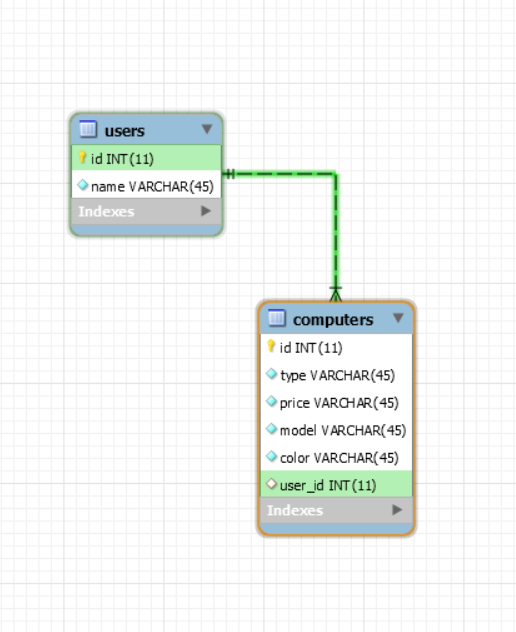 users
id INT(11)
name VARCHAR(45)
Indexes
computers
id INT(11)
type VARCHAR(45)
price VARCHAR(45)
model VARCHAR(45)
color VARCHAR(45)
user_id INT(11)
Indexes